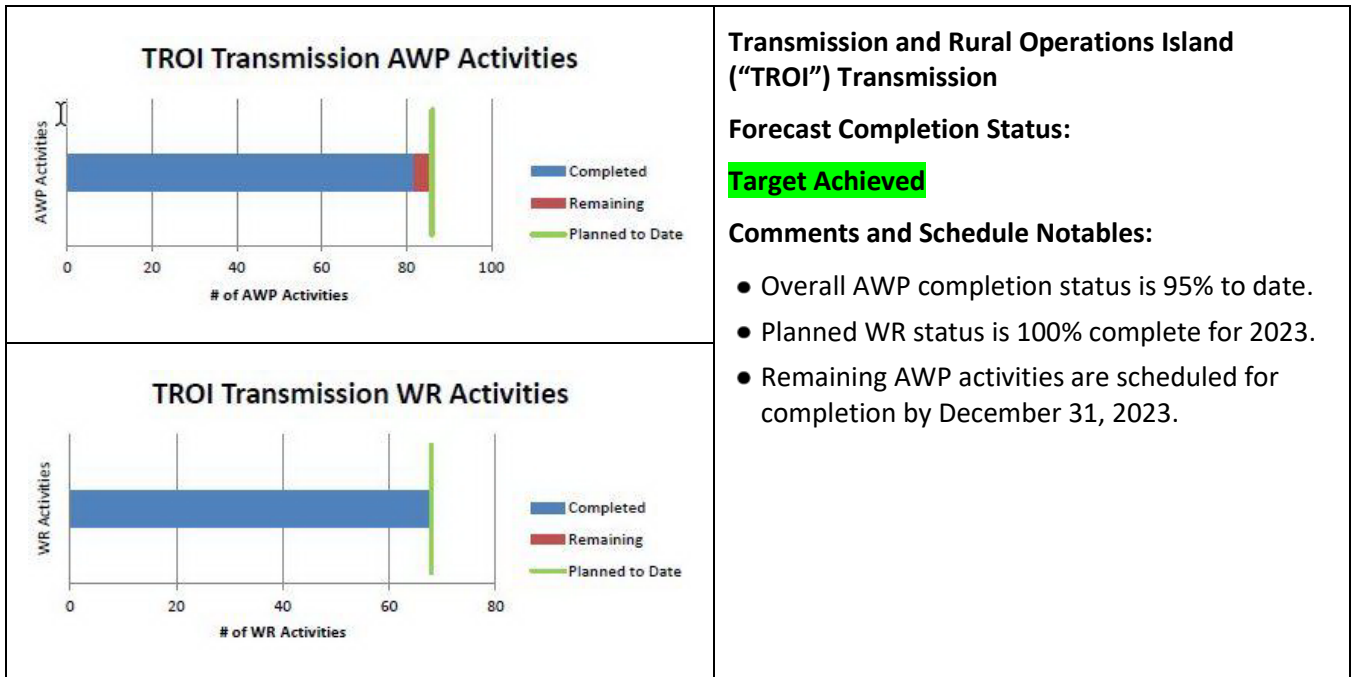 TROI Transmission AWP Activities
AWP Activities
Completed
Remaining
Planned to Date
0 20 40 60 80 100
# of AWP Activities
TROI Transmission WR Activities
WR Activities
Completed
Remaining
Planned to Date
0 20 40 60 80
# of WR Activities
Transmission and Rural Operations Island
(“TROI”) Transmission
Forecast Completion Status:
Target Achieved
Comments and Schedule Notables:
● Overall AWP completion status is 95% to date.
● Planned WR status is 100% complete for 2023.
● Remaining AWP activities are scheduled for
completion by December 31, 2023.